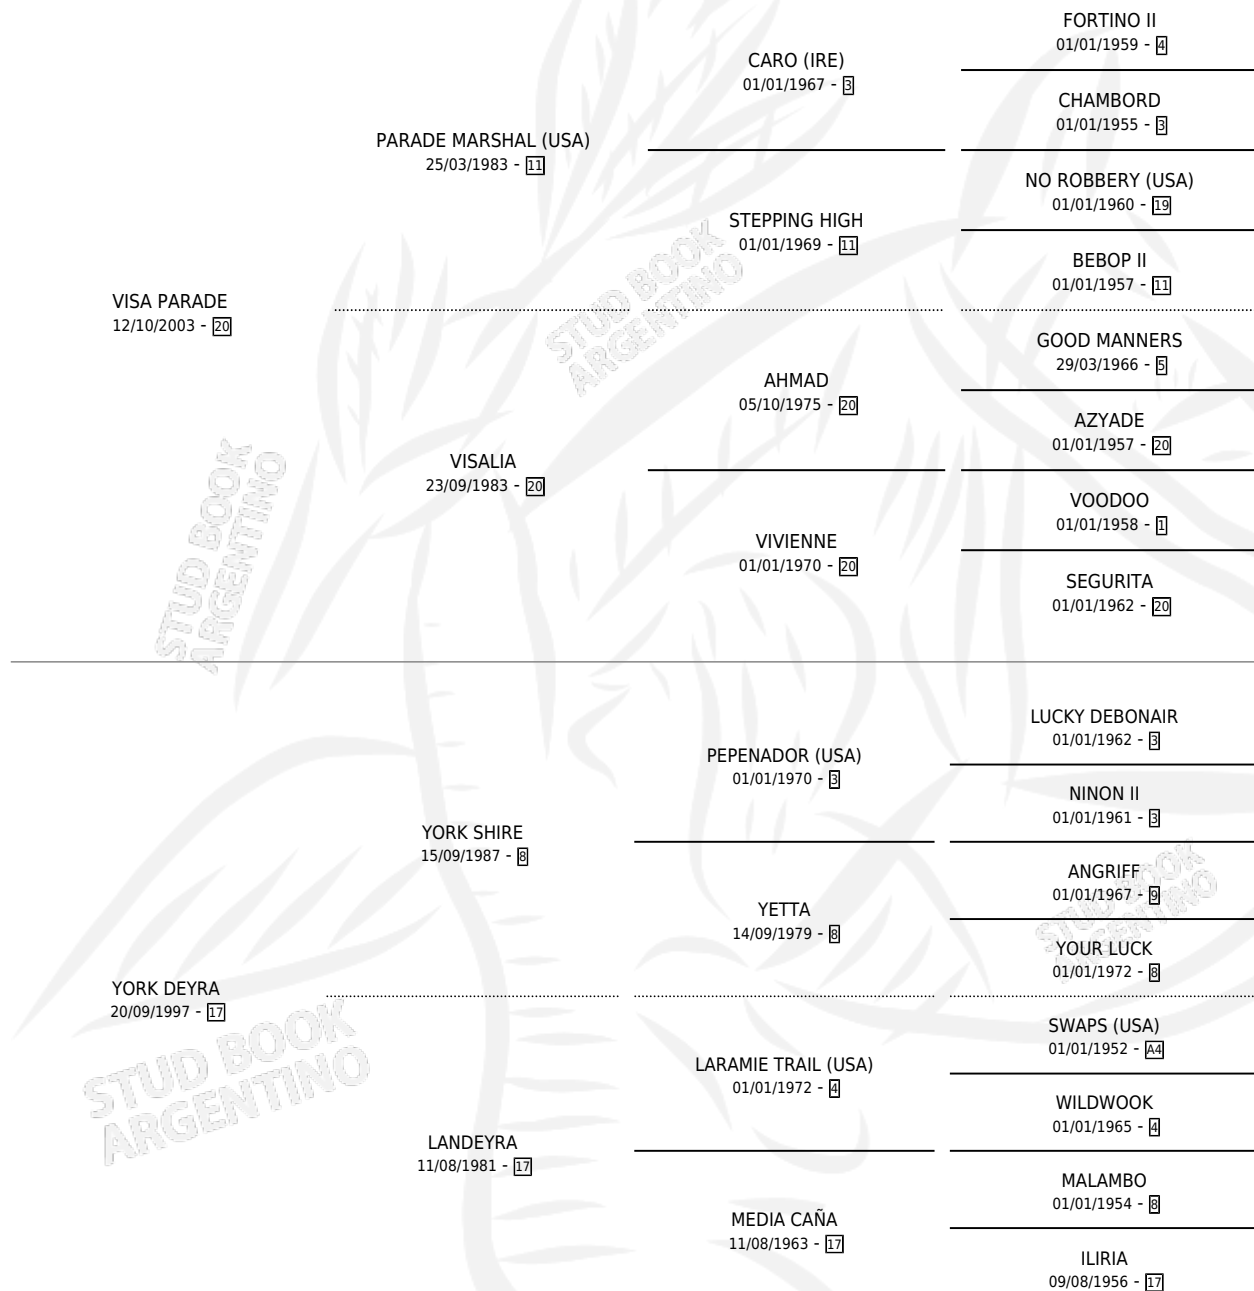 FORTINO II
01/01/1959 - 4
CARO (IRE)
01/01/1967 - 3
CHAMBORD
01/01/1955 - 3
PARADE MARSHAL (USA)
25/03/1983 - 11
NO ROBBERY (USA)
01/01/1960 - 19
STEPPING HIGH
01/01/1969 - 11
BEBOP II
01/01/1957 - 11
VISA PARADE
12/10/2003 - 20
STUD BOOK
ARGENTINO
GOOD MANNERS
29/03/1966 - 5
AHMAD
05/10/1975 - 20
AZYADE
01/01/1957 - 20
VISALIA
23/09/1983 - 20
VOODOO
01/01/1958 - 1
VIVIENNE
01/01/1970 - 20
SEGURITA
01/01/1962 - 20
STUD BOOK
ARGENTINO
LUCKY DEBONAIR
01/01/1962 - 3
PEPENADOR (USA)
01/01/1970 - 3
NINON II
01/01/1961 - 3
YORK SHIRE
15/09/1987 - 8
ANGRIFF
01/01/1967 - 9
YETTA
14/09/1979 - 8
YOUR LUCK
01/01/1972 - 8
STUD BOOK
ARGENTINO
YORK DEYRA
20/09/1997 - 17
SWAPS (USA)
01/01/1952 - A4
LARAMIE TRAIL (USA)
01/01/1972 - 4
WILDWOOK
01/01/1965 - 4
STUD BOOK
ARGENTINO
LANDEYRA
11/08/1981 - 17
MALAMBO
01/01/1954 - 8
MEDIA CAÑA
11/08/1963 - 17
ILIRIA
09/08/1956 - 17